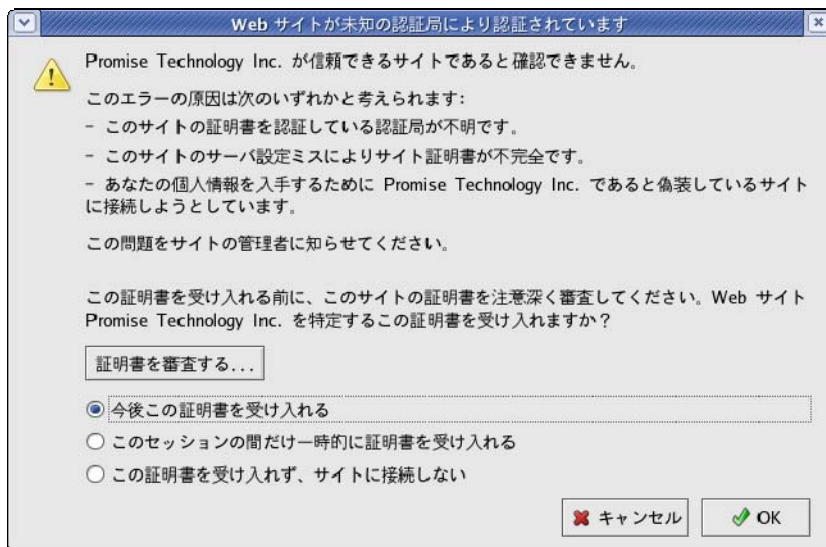 Web サイトが未知の認証局により認証されています
Promise Technology Inc. が信頼できるサイトであると確認できません。
このエラーの原因は次のいずれかと考えられます:
- このサイトの証明書を認証している認証局が不明です。
- このサイトのサーバ設定ミスによりサイト証明書が不完全です。
- あなたの個人情報を入手するために Promise Technology Inc. であると偽装しているサイト
に接続しようとしています。
この問題をサイトの管理者に知らせてください。
この証明書を受け入れる前に、このサイトの証明書を注意深く審査してください。Web サイト
Promise Technology Inc. を特定するこの証明書を受け入れますか?
証明書を審査する...
今後この証明書を受け入れる
このセッションの間だけ一時的に証明書を受け入れる
この証明書を受け入れず、サイトに接続しない
キャンセル
OK